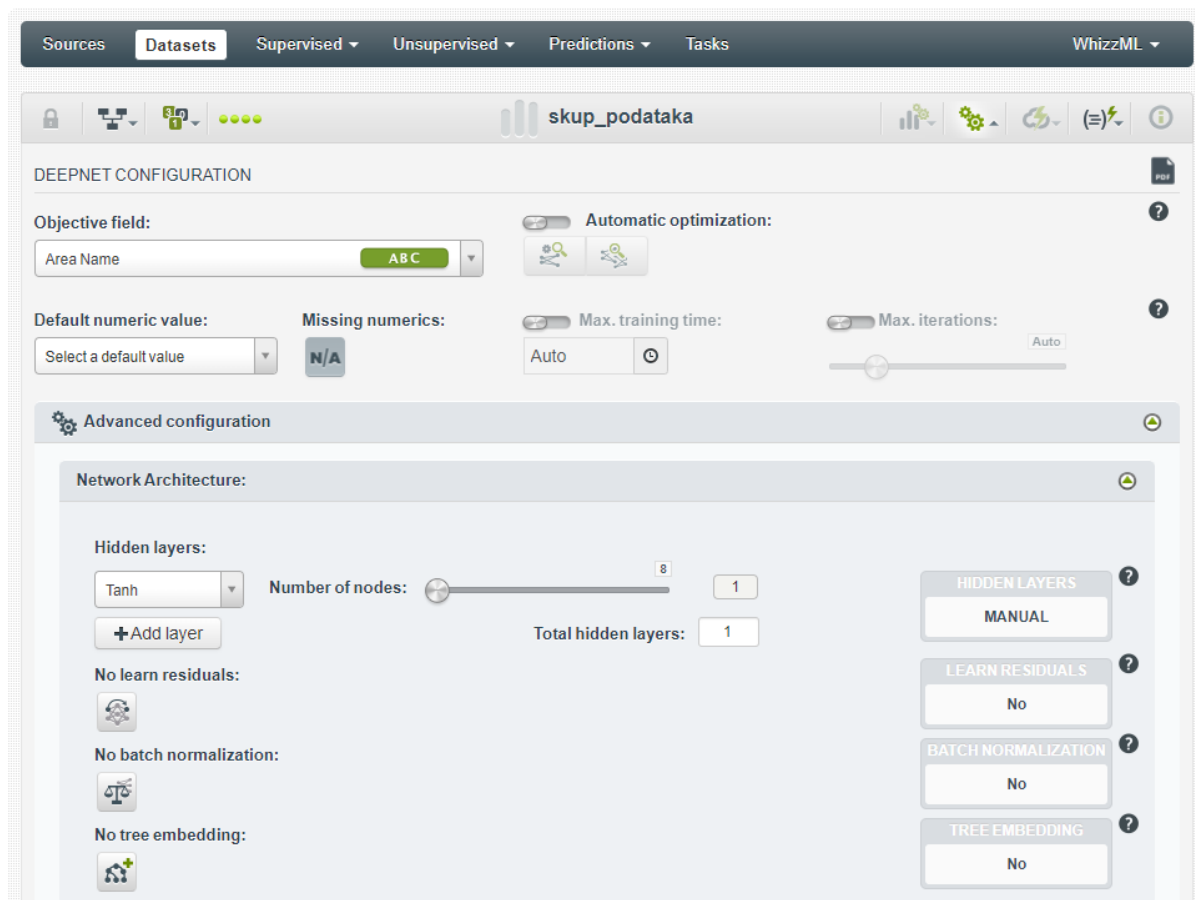 Sources Datasets Supervised Unsupervised Predictions Tasks WhizzML
skup_podataka
DEEPNET CONFIGURATION
PDF
Objective field:
Automatic optimization:
Area Name ABC
Default numeric value:
Missing numerics:
Max. training time:
Max. iterations:
Select a default value
N/A
Auto
Auto
Advanced configuration
Network Architecture:
Hidden layers:
Tanh
Number of nodes:
8
1
HIDDEN LAYERS
MANUAL
+Add layer
Total hidden layers:
1
No learn residuals:
LEARN RESIDUALS
No
No batch normalization:
BATCH NORMALIZATION
No
No tree embedding:
TREE EMBEDDING
No